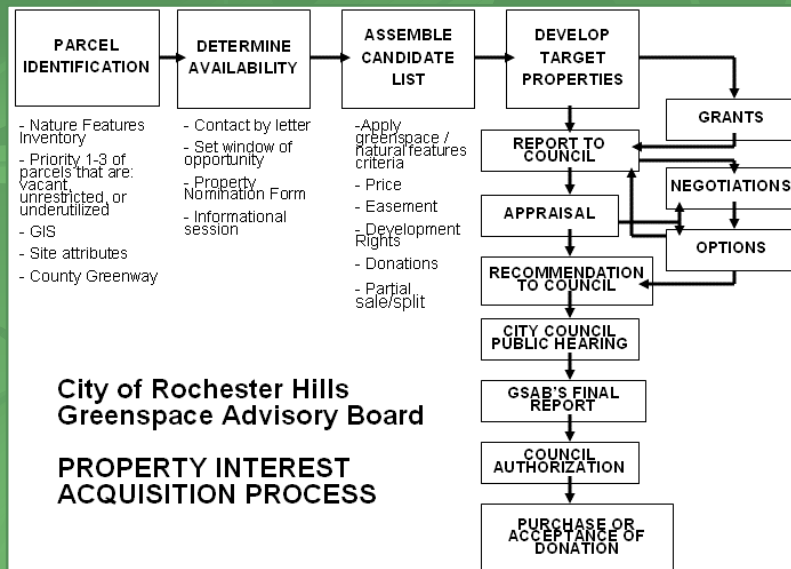 PARCEL
IDENTIFICATION
DETERMINE
AVAILABILITY
ASSEMBLE
CANDIDATE
LIST
DEVELOP
TARGET
PROPERTIES
- Nature Features
Inventory
- Priority 1-3 of
parcels that are:
vacant,
unrestricted, or
underutilized
- GIS
- Site attributes
- County Greenway
- Contact by letter
- Set window of
opportunity
- Property
Nomination Form
- Informational
session
-Apply
greenspace /
natural features
criteria
- Price
- Easement
- Development
Rights
- Donations
- Partial
sale/split
GRANTS
REPORT TO
COUNCIL
NEGOTIATIONS
APPRAISAL
OPTIONS
RECOMMENDATION
TO COUNCIL
CITY COUNCIL
PUBLIC HEARING
GSAB'S FINAL
REPORT
COUNCIL
AUTHORIZATION
PURCHASE OR
ACCEPTANCE OF
DONATION
City of Rochester Hills
Greenspace Advisory Board
PROPERTY INTEREST
ACQUISITION PROCESS